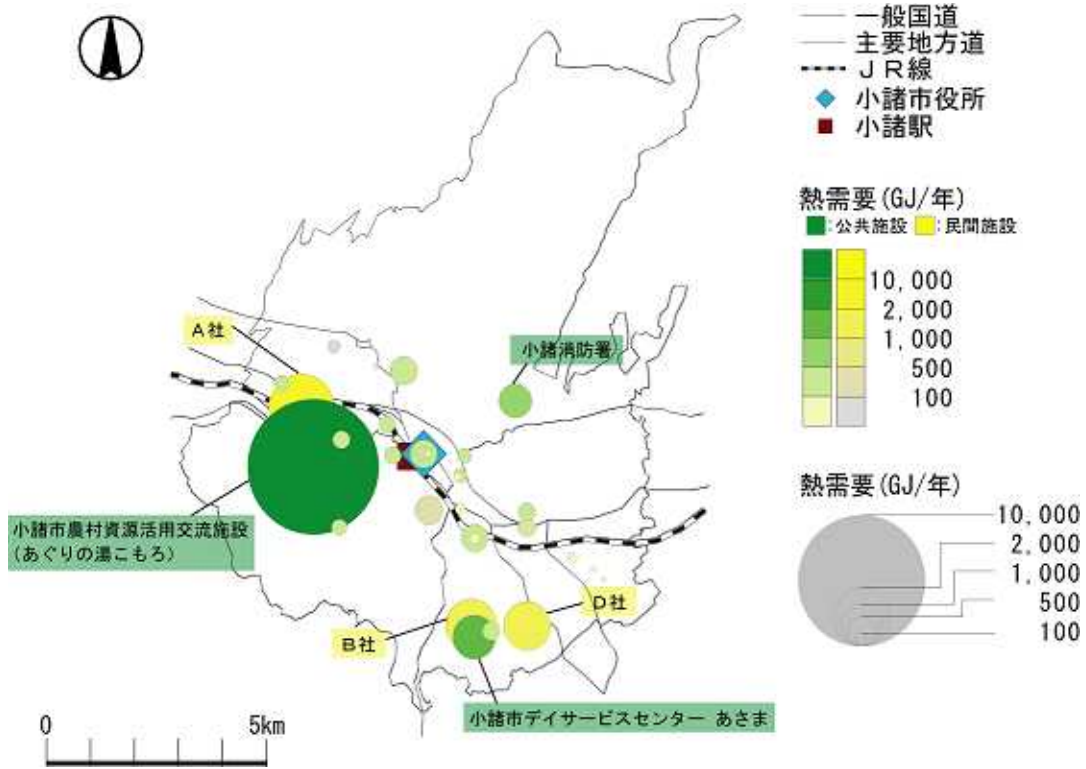 一般国道
主要地方道
JR線
小諸市役所
小諸駅
熱需要(GJ/年)
:公共施設 :民間施設
10,000
2,000
1,000
500
100
熱需要(GJ/年)
10,000
2,000
1,000
500
100
A社
小諸消防署
小諸市農村資源活用交流施設
(あぐりの湯こもろ)
B社
D社
小諸市デイサービスセンター あさま
0 5km